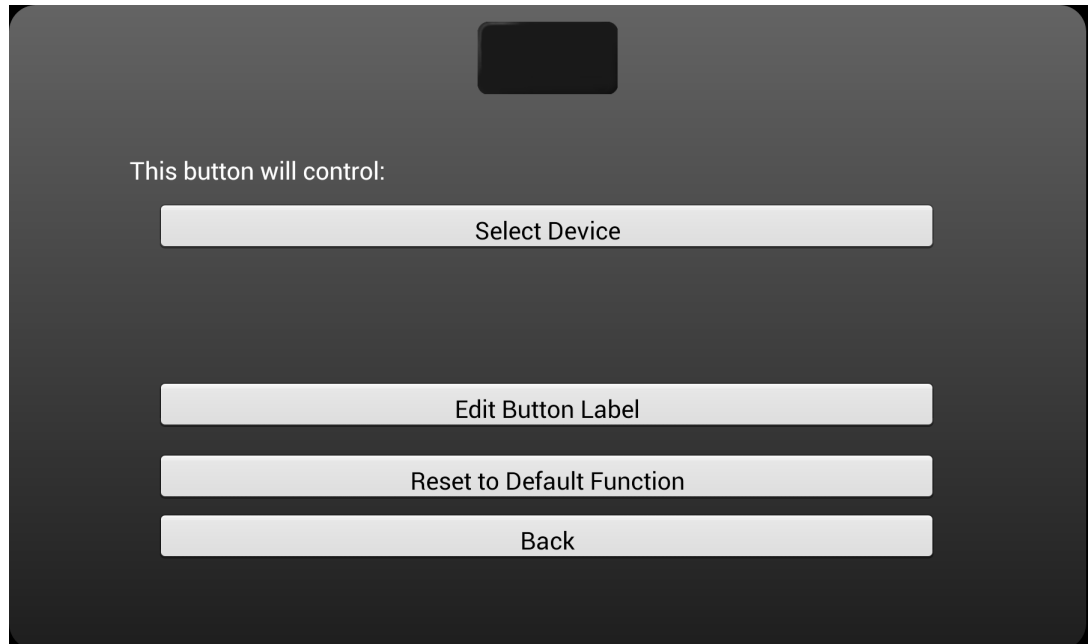 This button will control:
Select Device
Edit Button Label
Reset to Default Function
Back